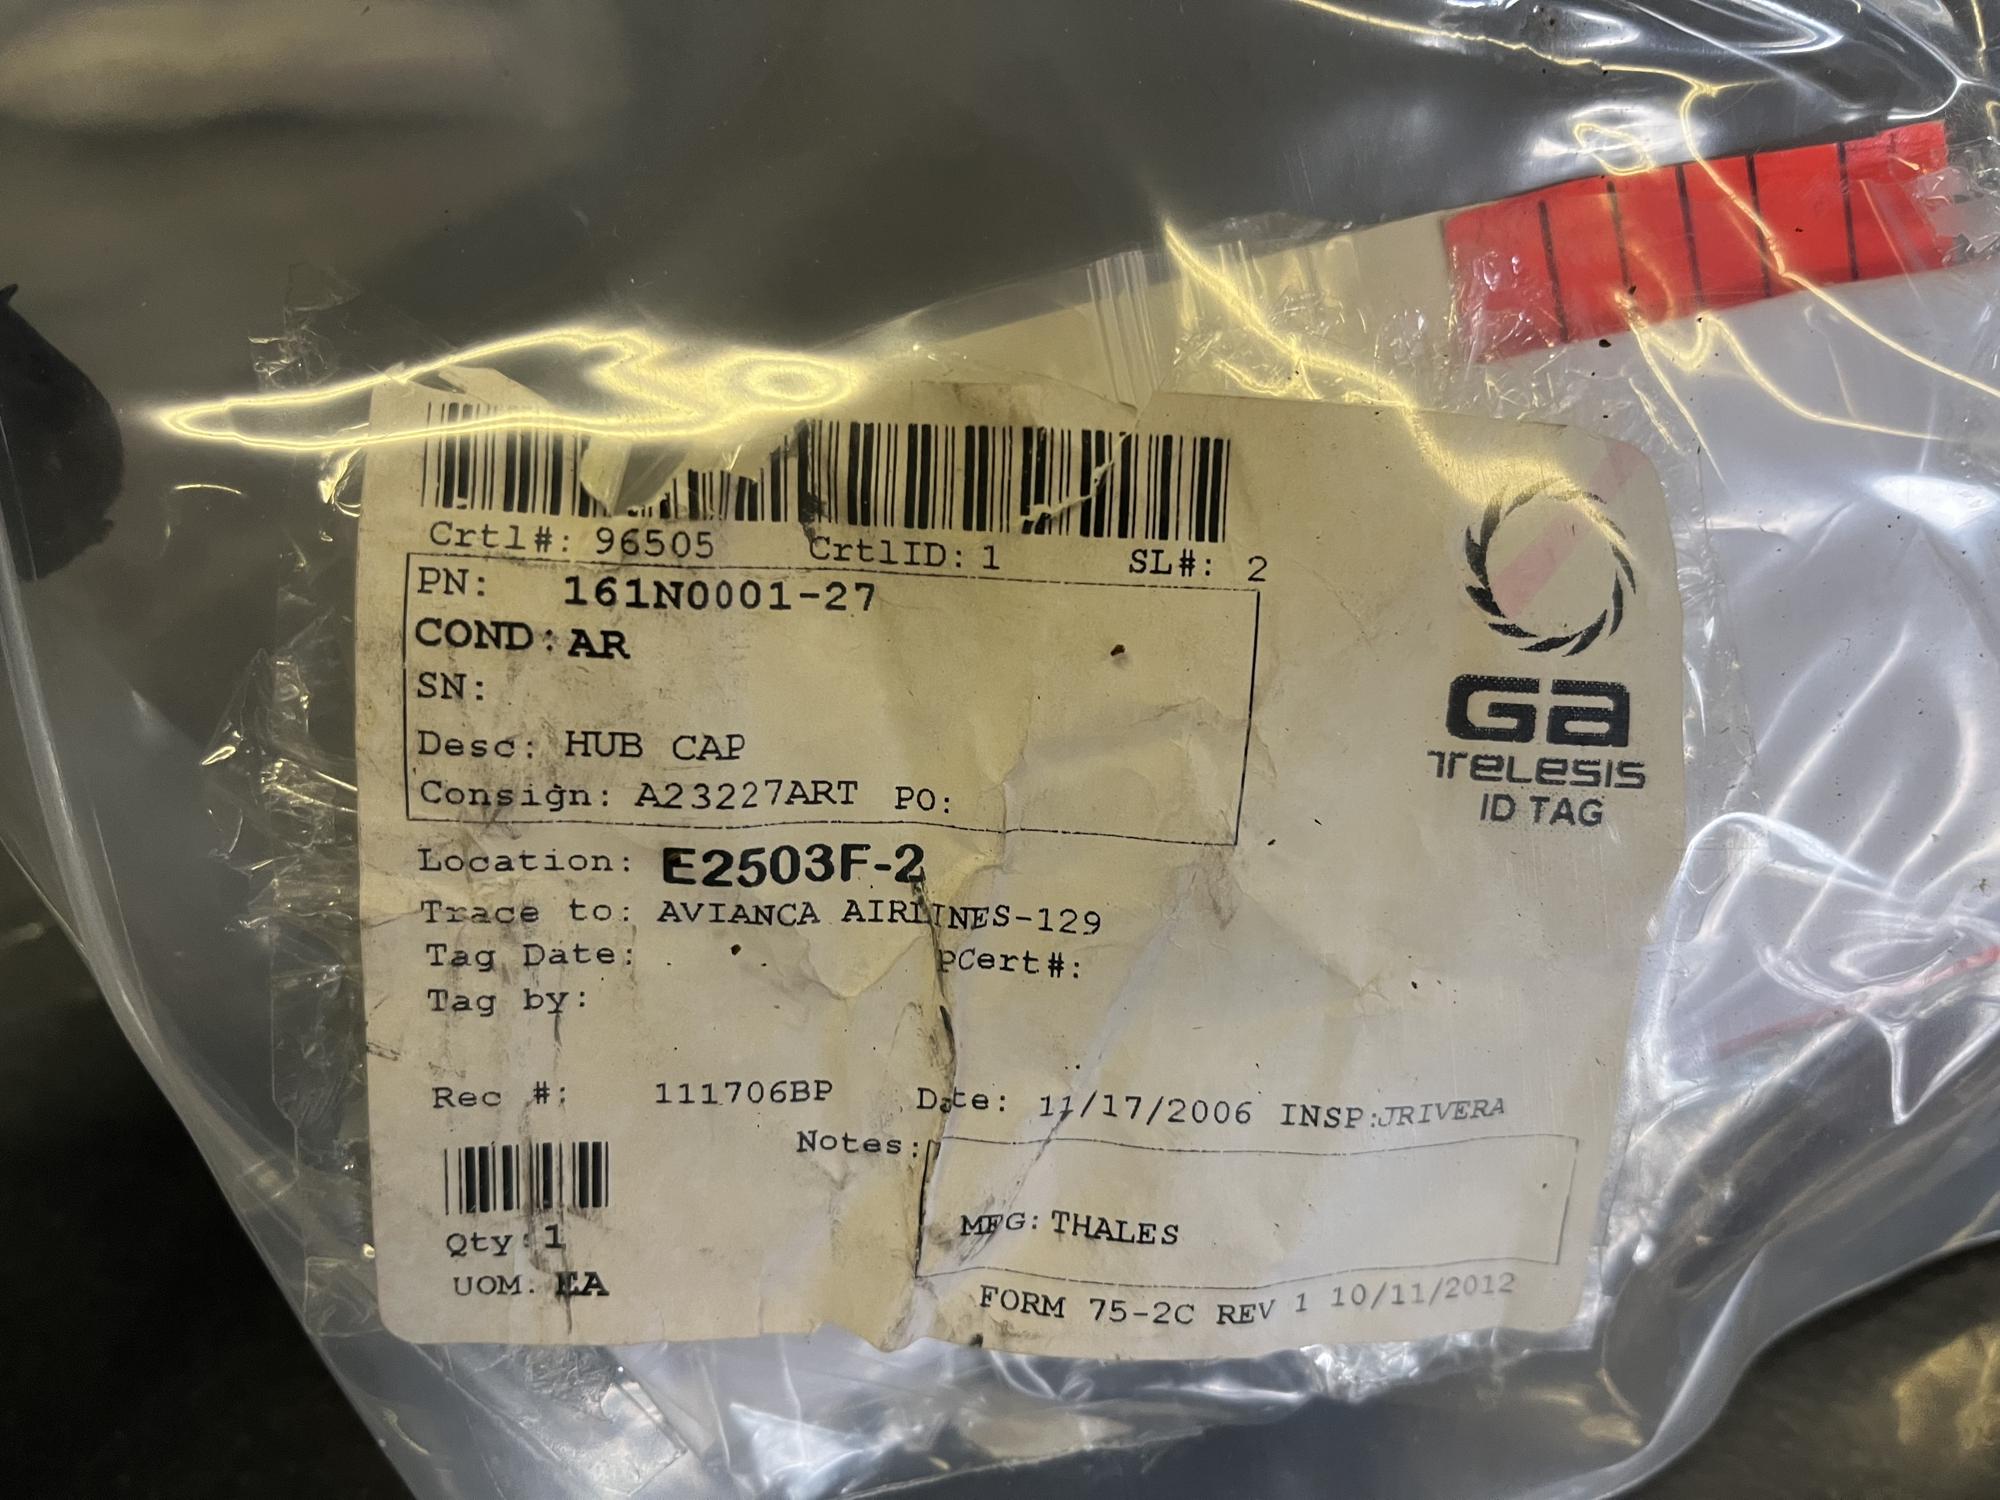 Crtl#: 96505 CrtlID: 1 SL#: 2
PN: 161N0001-27
COND: AR
SN:
Desc: HUB CAP
Consign: A23227ART PO:
GA
TELESIS
ID TAG
Location: E2503F-2
Trace to: AVIANCA AIRLINES-129
Tag Date: PCert#:
Tag by:
Rec #: 111706BP Date: 11/17/2006 INSP:JRIVERA
Notes:
MFG: THALES
Qty: 1
UOM: EA
FORM 75-2C REV 1 10/11/2012